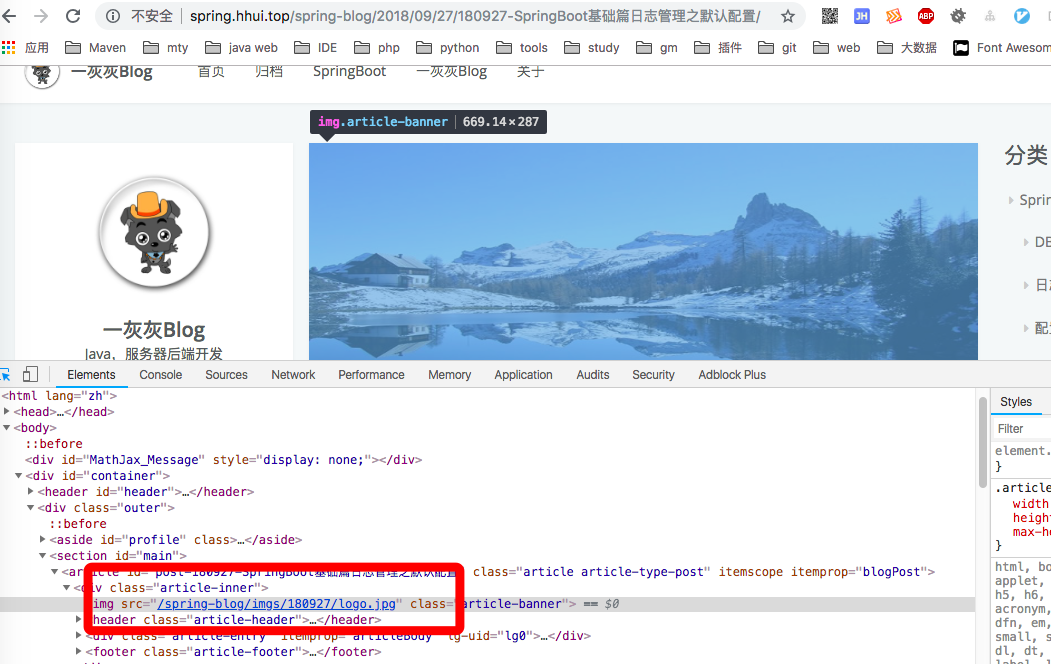 不安全 spring.hhui.top/spring-blog/2018/09/27/180927-SpringBoot基础篇日志管理之默认配置/ JH ABP
应用 Maven mty java web IDE php python tools study gm 插件 git web 大数据 Font Awesom
一灰灰Blog 首页 归档 SpringBoot 一灰灰Blog 关于
img.article-banner 669.14×287
分类
Sprin
DE
日志
配置
一灰灰Blog
java，服务器后端开发
Elements Console Sources Network Performance Memory Application Audits Security Adblock Plus
<html lang="zh">
<head>…</head>
<body>
::before
<div id="MathJax_Message" style="display: none;"></div>
<div id="container">
<header id="header">…</header>
<div class="outer">
::before
<aside id="profile" class>…</aside>
<section id="main">
<article id="post-180927-SpringBoot基础篇日志管理之默认配置" class="article article-type-post" itemscope itemprop="blogPost">
<div class="article-inner">
img src="/spring-blog/imgs/180927/logo.jpg" class="article-banner"> == $0
header class="article-header">…</header>
<div class="article-entry" itemprop="articleBody" lg-uid="lg0">…</div>
<footer class="article-footer">…</footer>
Styles
Filter
element.
}
.article
width
height
max-he
}
html, bo
applet,
h5, h6,
acronym,
dfn, em,
small, s
dl, dt,